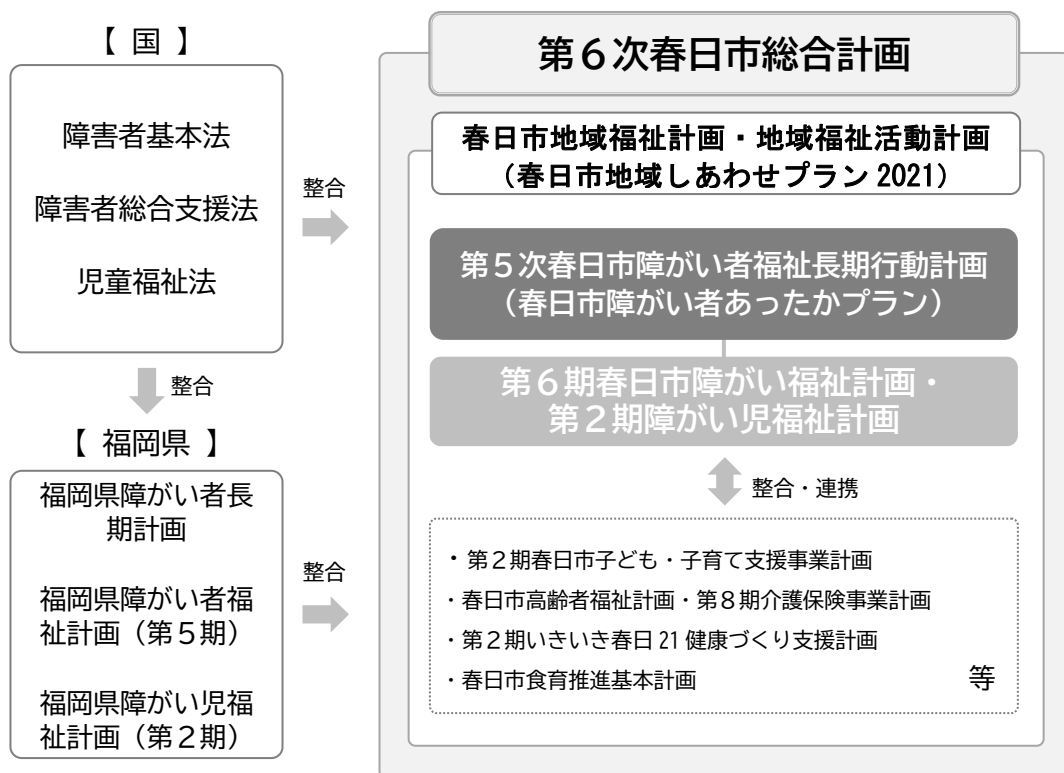 【 国 】
障害者基本法
障害者総合支援法
児童福祉法
整合
【 福岡県 】
福岡県障がい者長
期計画
福岡県障がい者福
祉計画（第５期）
福岡県障がい児福
祉計画（第２期）
整合
整合
第６次春日市総合計画
春日市地域福祉計画・地域福祉活動計画
（春日市地域しあわせプラン 2021）
第５次春日市障がい者福祉長期行動計画
（春日市障がい者あったかプラン）
第６期春日市障がい福祉計画・
第２期障がい児福祉計画
整合・連携
・第２期春日市子ども・子育て支援事業計画
・春日市高齢者福祉計画・第８期介護保険事業計画
・第２期いきいき春日 21 健康づくり支援計画
・春日市食育推進基本計画 等